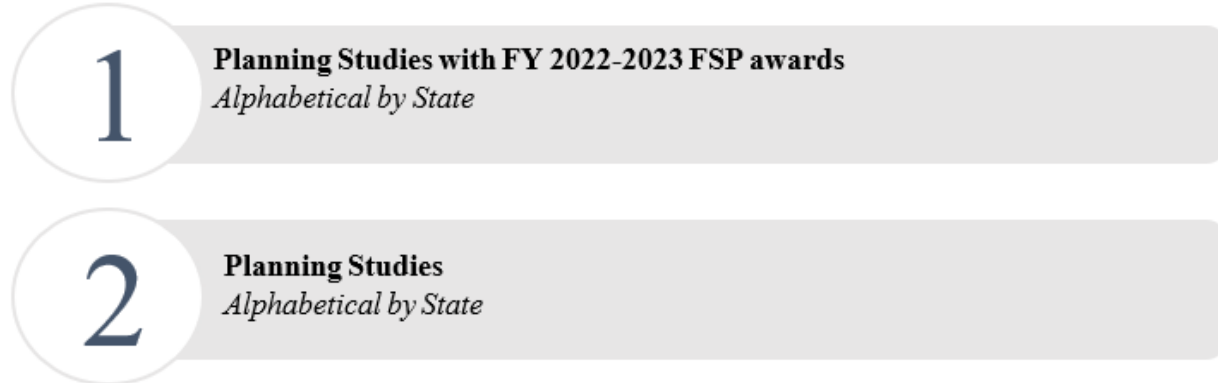 1
Planning Studies with FY 2022-2023 FSP awards
Alphabetical by State
2
Planning Studies
Alphabetical by State